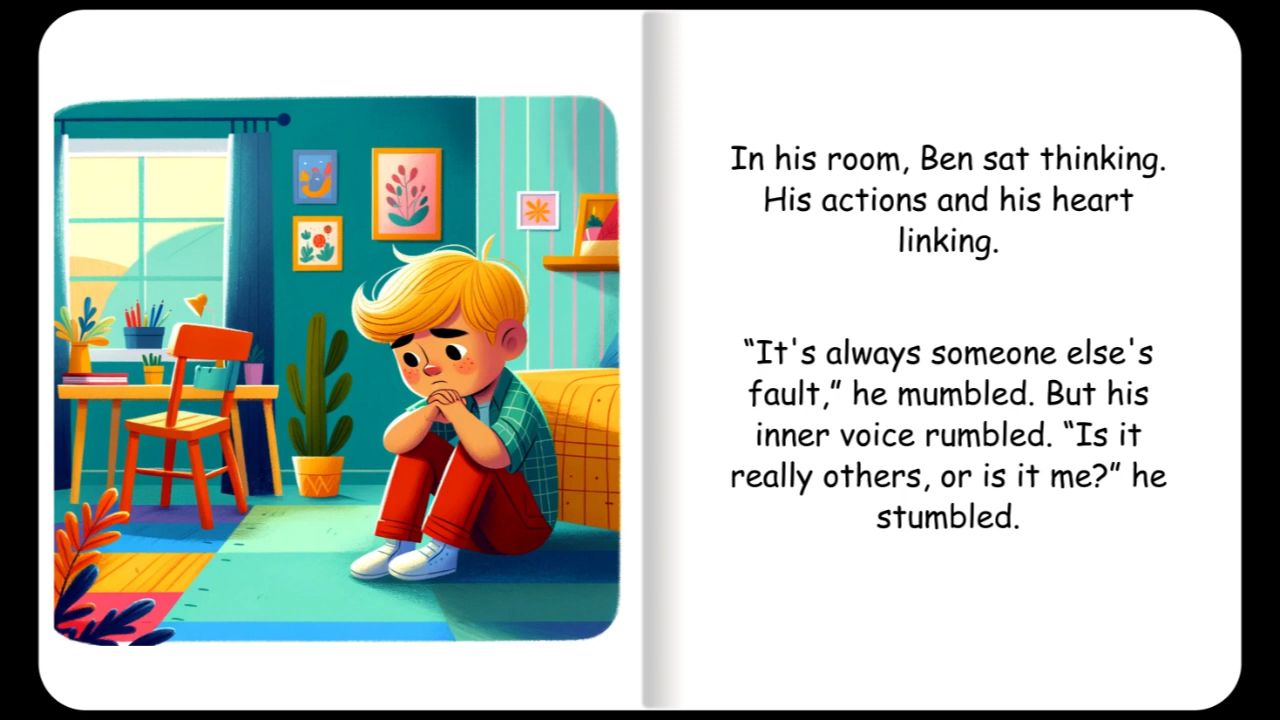 In his room, Ben sat thinking.
His actions and his heart
linking.
“It's always someone else's
fault,” he mumbled. But his
inner voice rumbled. “Is it
really others, or is it me?” he
stumbled.